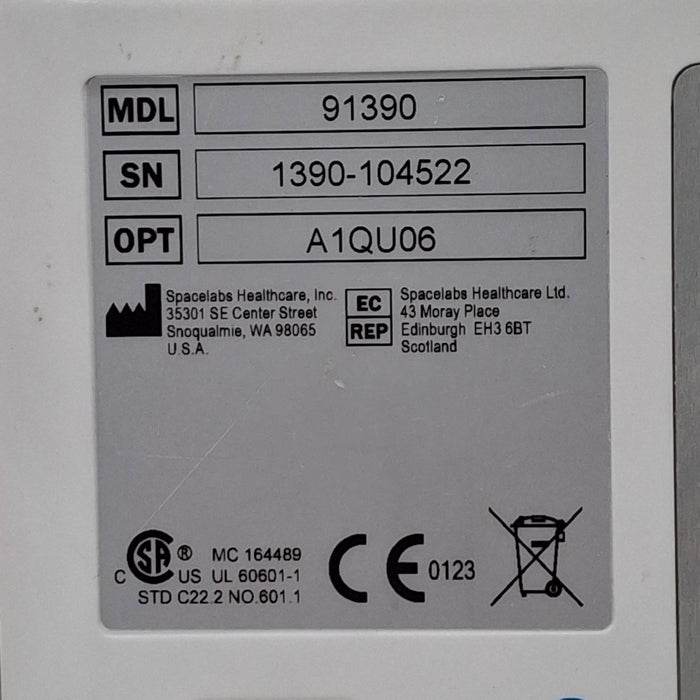 MDL 91390
SN 1390-104522
OPT A1QU06
Spacelabs Healthcare, Inc.
35301 SE Center Street
Snoqualmie, WA 98065
U.S.A.
EC REP
Spacelabs Healthcare Ltd.
43 Moray Place
Edinburgh EH3 6BT
Scotland
C SA ® US
MC 164489
UL 60601-1
STD C22.2 NO.601.1
CE 0123